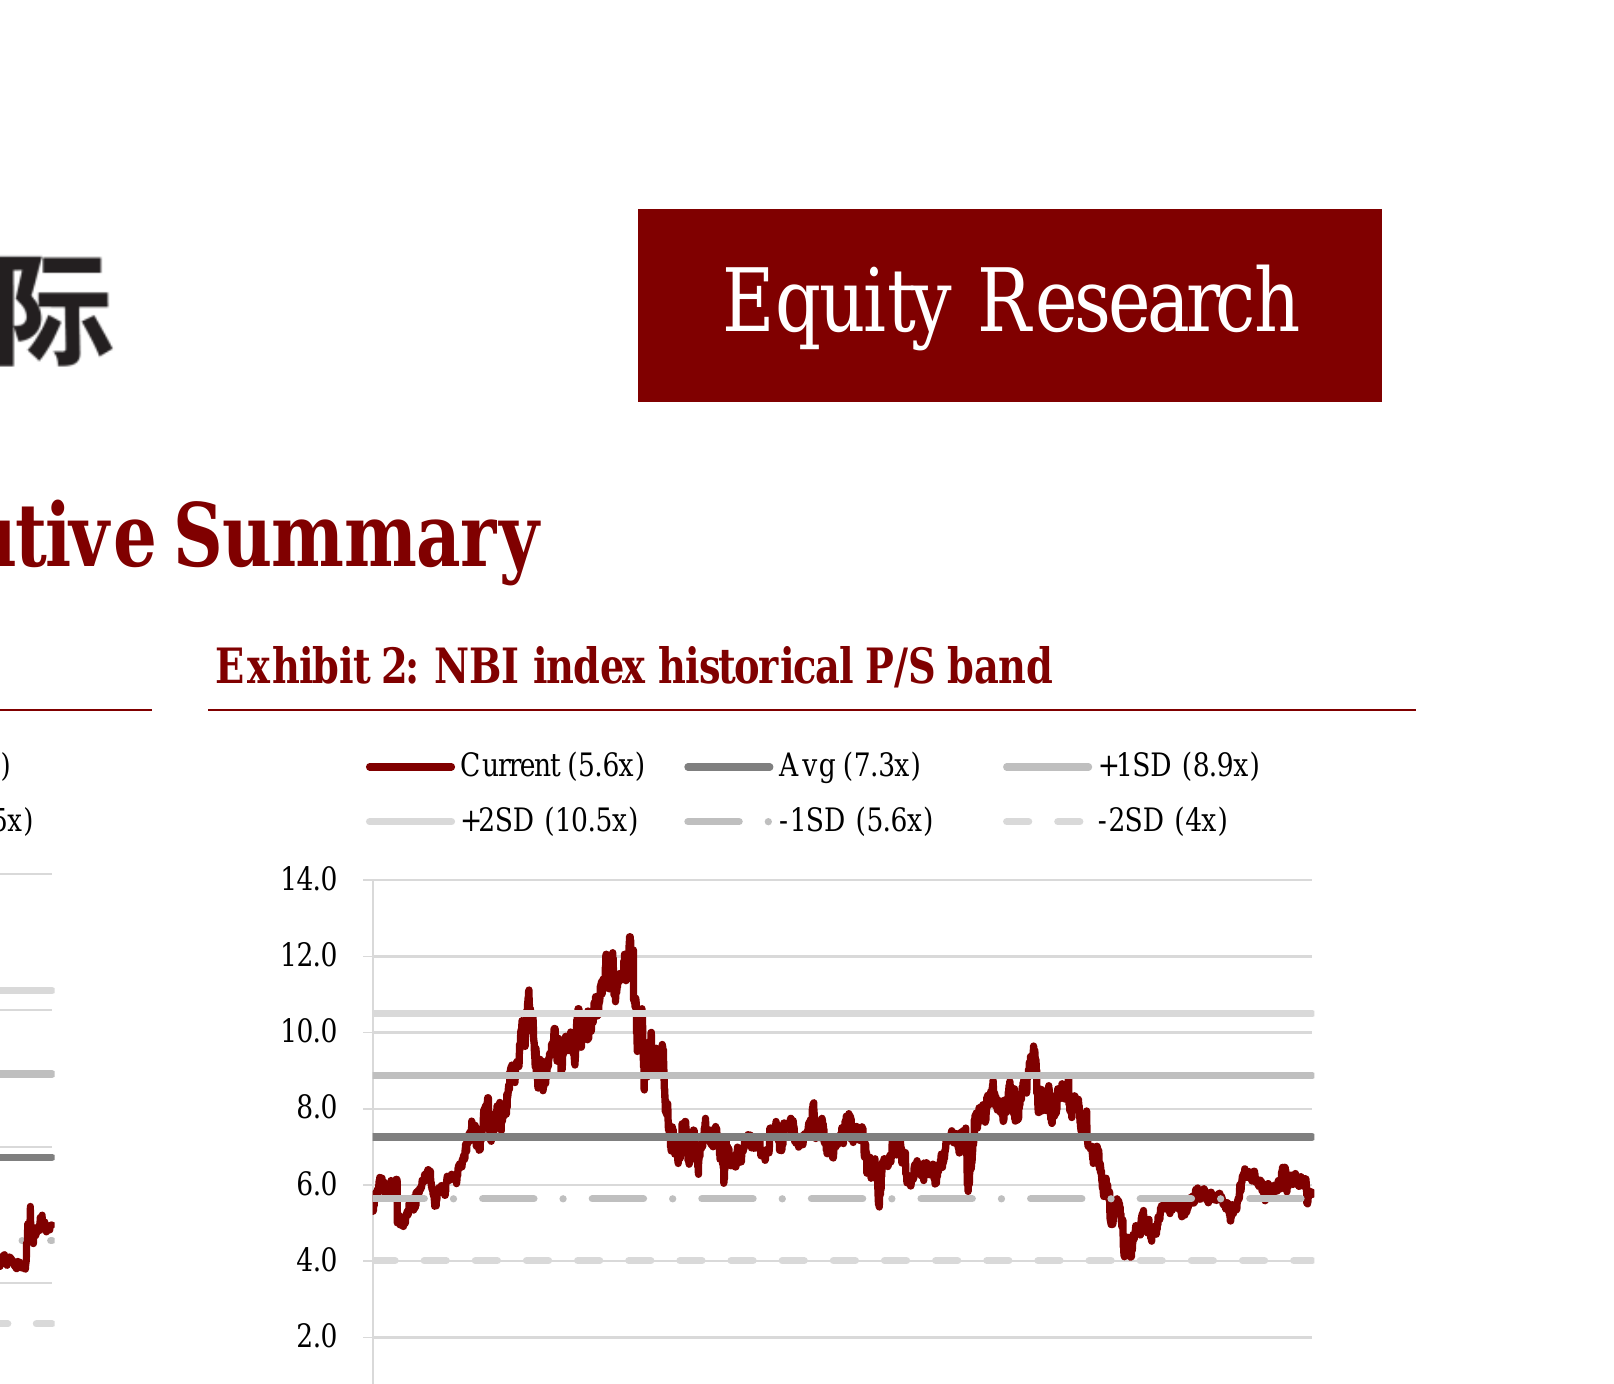 际
Equity Research
utive Summary
Exhibit 2: NBI index historical P/S band
)
5x)
Current (5.6x)
Avg (7.3x)
+1SD (8.9x)
+2SD (10.5x)
-1SD (5.6x)
-2SD (4x)
14.0
12.0
10.0
8.0
6.0
4.0
2.0